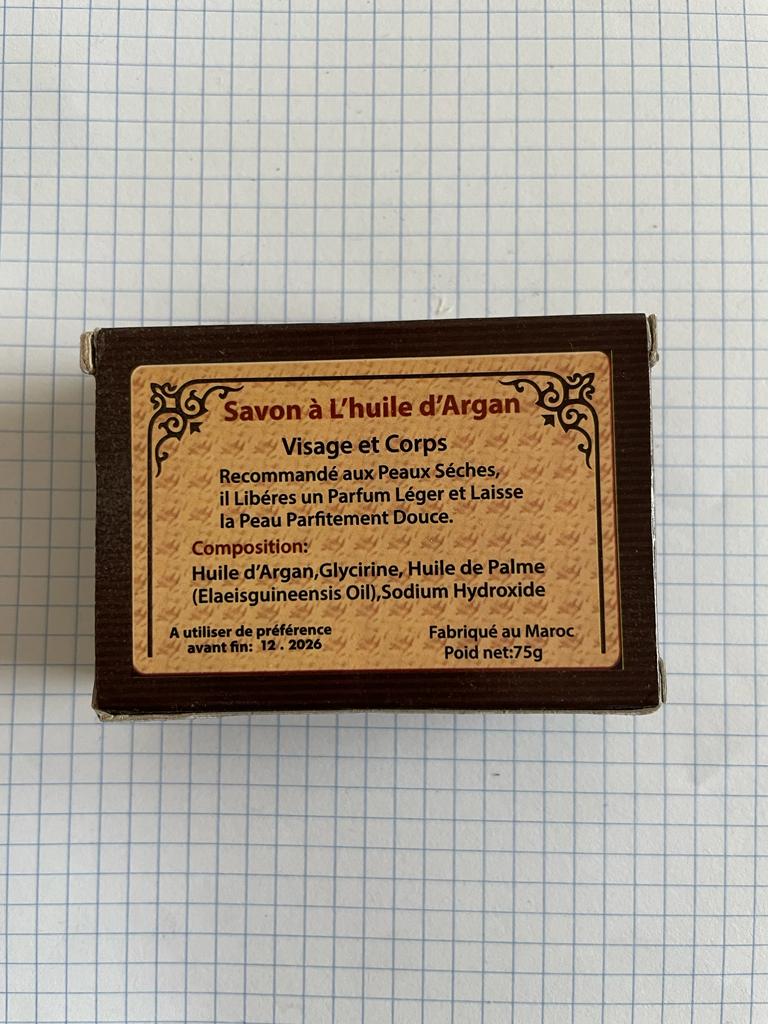 Savon à L'huile d'Argan
Visage et Corps
Recommandé aux Peaux Séches,
il Libéres un Parfum Léger et Laisse
la Peau Parfitement Douce.
Composition:
Huile d'Argan,Glycirine, Huile de Palme
(Elaeisguineensis Oil),Sodium Hydroxide
A utiliser de préférence
avant fin: 12 . 2026
Fabriqué au Maroc
Poid net:75g